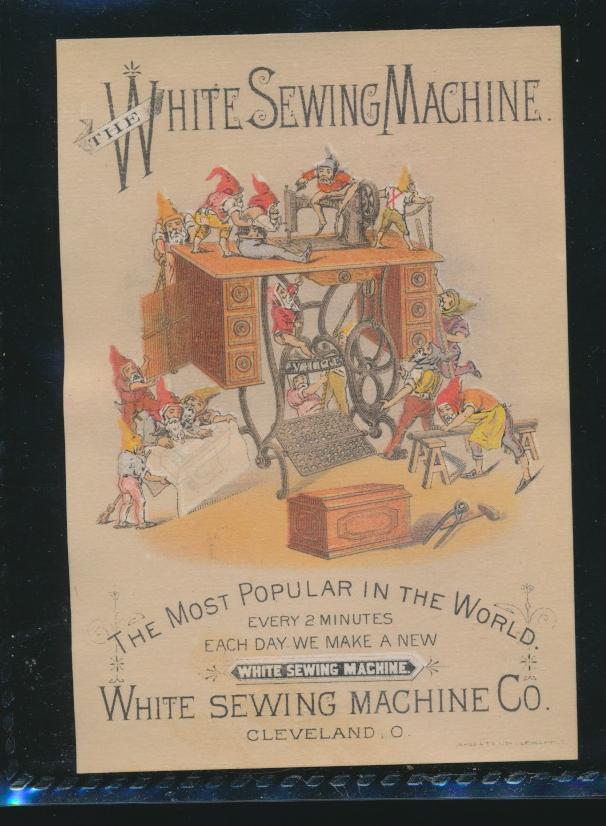 THE WHITE SEWING MACHINE.
WHITE
THE MOST POPULAR IN THE WORLD.
EVERY 2 MINUTES
EACH DAY WE MAKE A NEW
WHITE SEWING MACHINE.
WHITE SEWING MACHINE CO.
CLEVELAND, O.